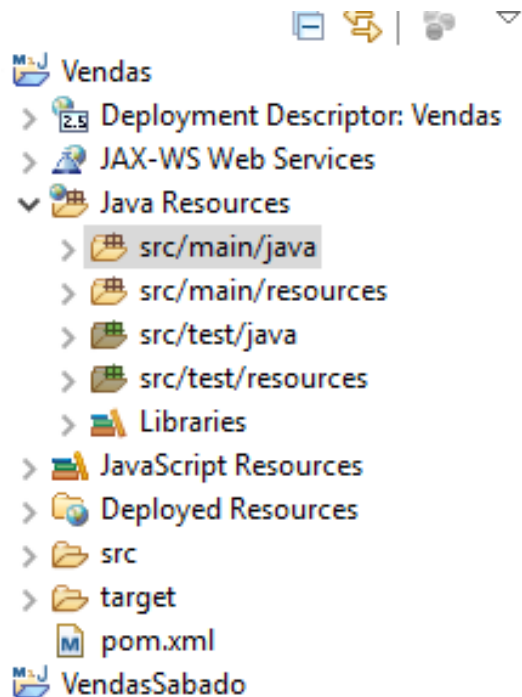 Vendas
2.5 Deployment Descriptor: Vendas
JAX-WS Web Services
Java Resources
src/main/java
src/main/resources
src/test/java
src/test/resources
Libraries
JavaScript Resources
Deployed Resources
src
target
M pom.xml
VendasSabado